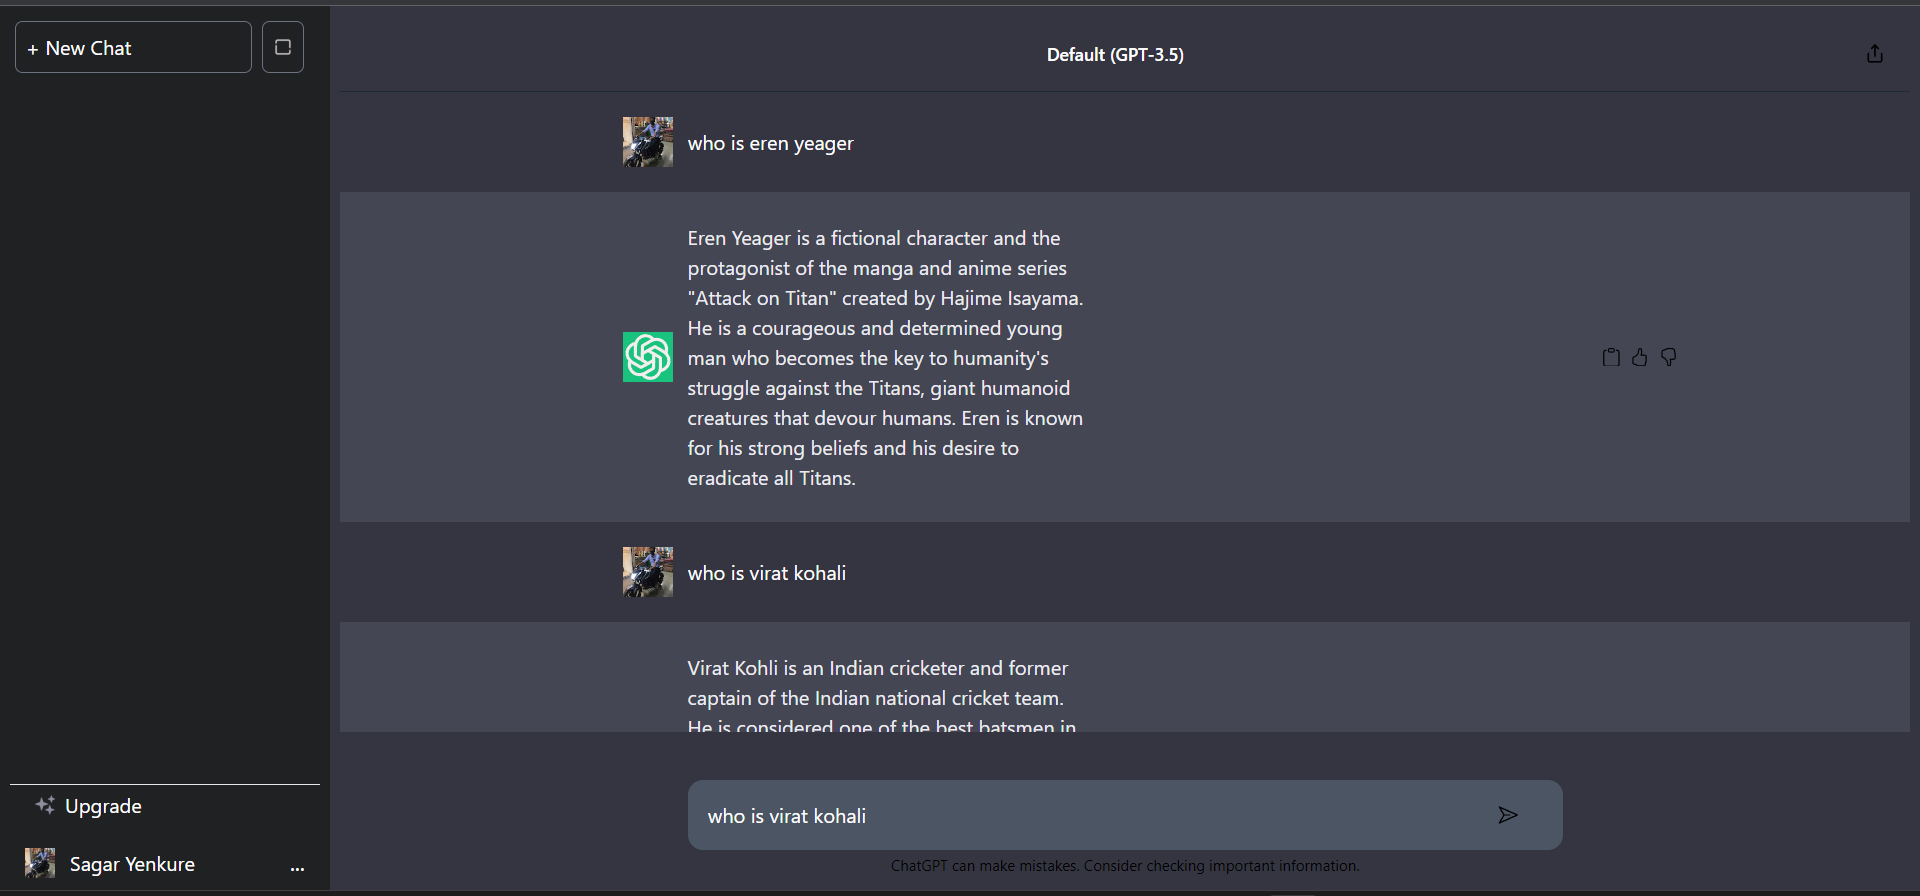 + New Chat
Default (GPT-3.5)
who is eren yeager
Eren Yeager is a fictional character and the
protagonist of the manga and anime series
"Attack on Titan" created by Hajime Isayama.
He is a courageous and determined young
man who becomes the key to humanity's
struggle against the Titans, giant humanoid
creatures that devour humans. Eren is known
for his strong beliefs and his desire to
eradicate all Titans.
who is virat kohali
Virat Kohli is an Indian cricketer and former
captain of the Indian national cricket team.
He is considered one of the best batsmen in
who is virat kohali
ChatGPT can make mistakes. Consider checking important information.
Upgrade
Sagar Yenkure
...